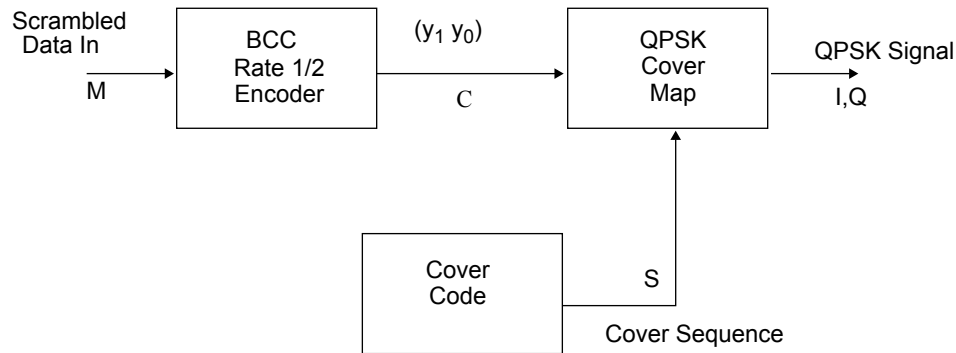 Scrambled
Data In
M
BCC
Rate 1/2
Encoder
(y₁ y₀)
C
QPSK
Cover
Map
QPSK Signal
I,Q
Cover
Code
S
Cover Sequence